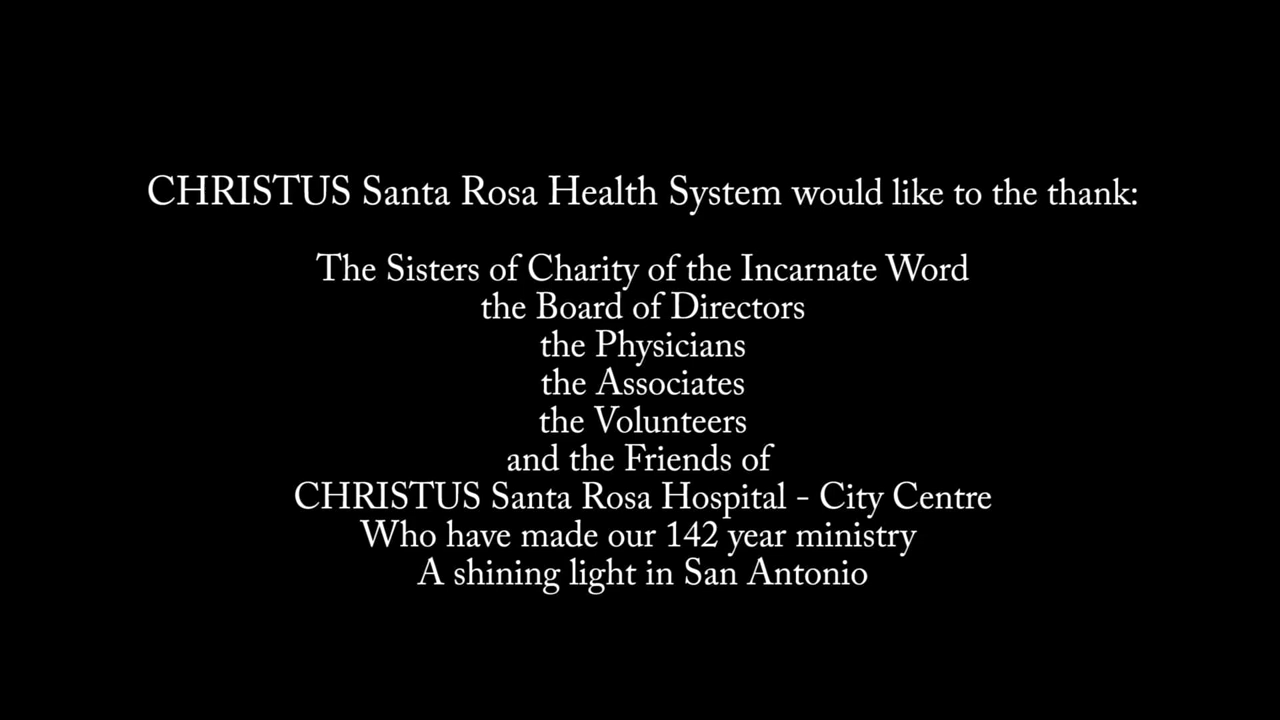 CHRISTUS Santa Rosa Health System would like to the thank:
The Sisters of Charity of the Incarnate Word
the Board of Directors
the Physicians
the Associates
the Volunteers
and the Friends of
CHRISTUS Santa Rosa Hospital - City Centre
Who have made our 142 year ministry
A shining light in San Antonio